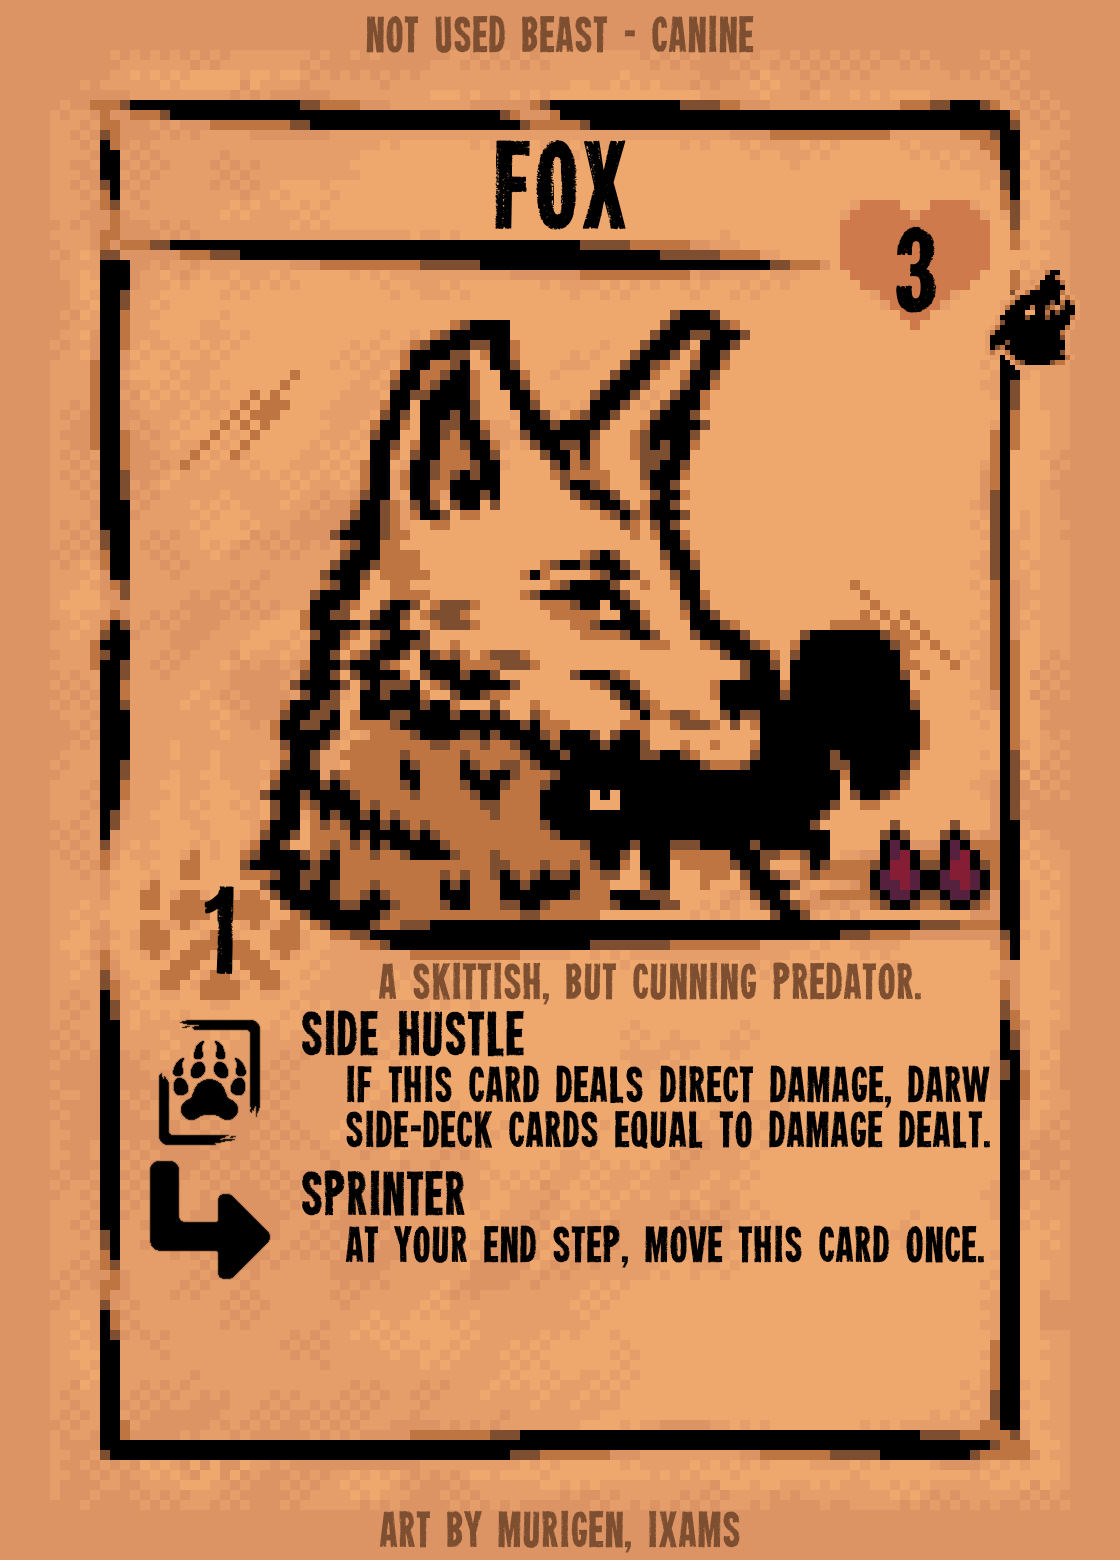 NOT USED BEAST - CANINE
FOX
3
1
A SKITTISH, BUT CUNNING PREDATOR.
SIDE HUSTLE
IF THIS CARD DEALS DIRECT DAMAGE, DARW
SIDE-DECK CARDS EQUAL TO DAMAGE DEALT.
SPRINTER
AT YOUR END STEP, MOVE THIS CARD ONCE.
ART BY MURIGEN, IXAMS